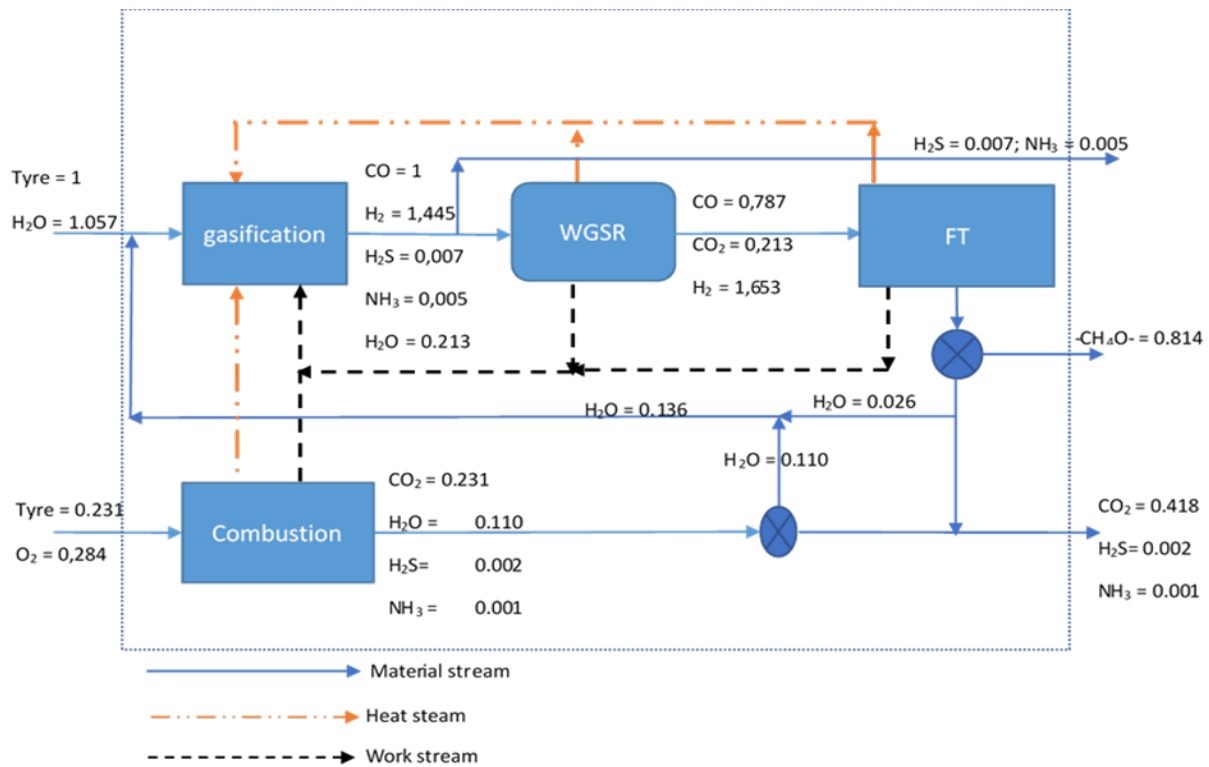 H₂S = 0.007; NH₃ = 0.005
Tyre = 1
H₂O = 1.057
gasification
CO = 1
H₂ = 1,445
H₂S = 0,007
NH₃ = 0,005
H₂O = 0.213
WGSR
CO = 0,787
CO₂ = 0,213
H₂ = 1,653
FT
-CH₄O- = 0.814
H₂O = 0.136
H₂O = 0.026
H₂O = 0.110
Tyre = 0.231
O₂ = 0,284
Combustion
CO₂ = 0.231
H₂O = 0.110
H₂S= 0.002
NH₃ = 0.001
CO₂ = 0.418
H₂S= 0.002
NH₃ = 0.001
Material stream
Heat steam
Work stream